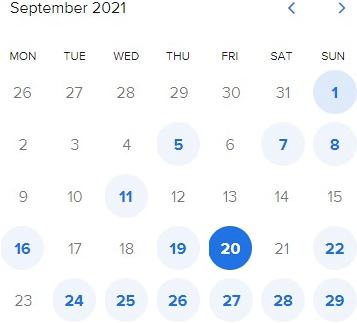 September 2021
MON TUE WED THU FRI SAT SUN
26 27 28 29 30 31 1
2 3 4 5 6 7 8
9 10 11 12 13 14 15
16 17 18 19 20 21 22
23 24 25 26 27 28 29